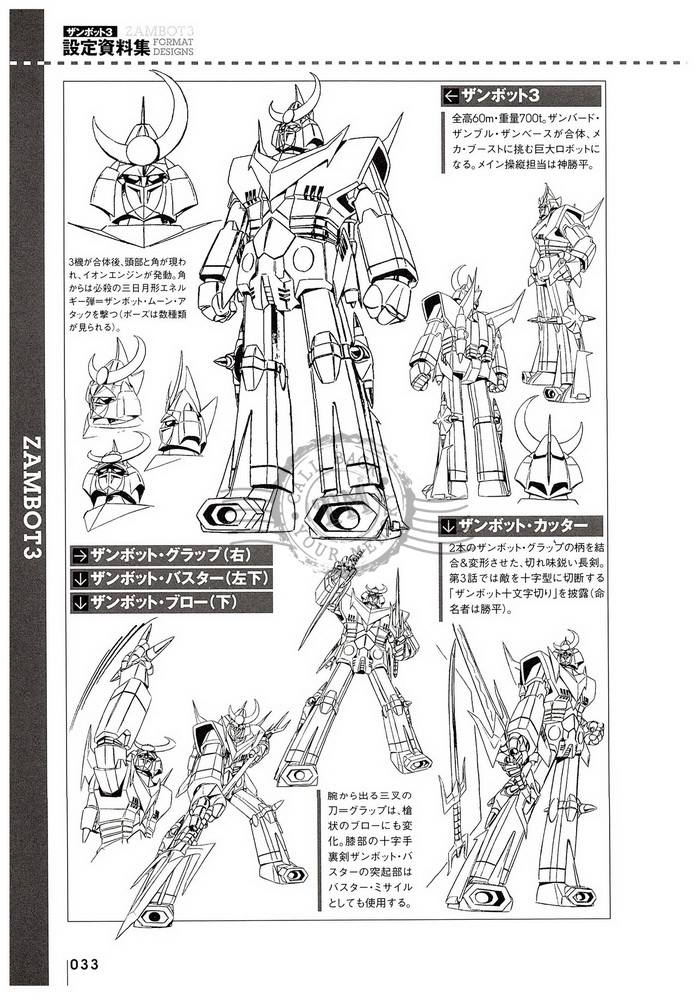 ザンボット3
ZAMBOT3
設定資料集
FORMAT
DESIGNS
←ザンボット3
全高60m・重量700t。ザンバード・
ザンブル・ザンベースが合体、メ
カ・ブーストに挑む巨大ロボットに
なる。メイン操縦担当は神勝平。
3機が合体後、頭部と角が現わ
れ、イオンエンジンが発動。角
からは必殺の三日月形エネル
ギー弾=ザンボット・ムーン・ア
タックを撃つ(ポーズは数種類
が見られる)。
ZAMBOT3
→ザンボット・グラップ(右)
↓ザンボット・バスター(左下)
↓ザンボット・ブロー(下)
↓ザンボット・カッター
2本のザンボット・グラップの柄を結
合&変形させた、切れ味鋭い長剣。
第3話では敵を十字型に切断する
「ザンボット十文字切り」を披露(命
名者は勝平)。
腕から出る三叉の
刀=グラップは、槍
状のブローにも変
化。膝部の十字手
裏剣ザンボット・バ
スターの突起部は
バスター・ミサイル
としても使用する。
033